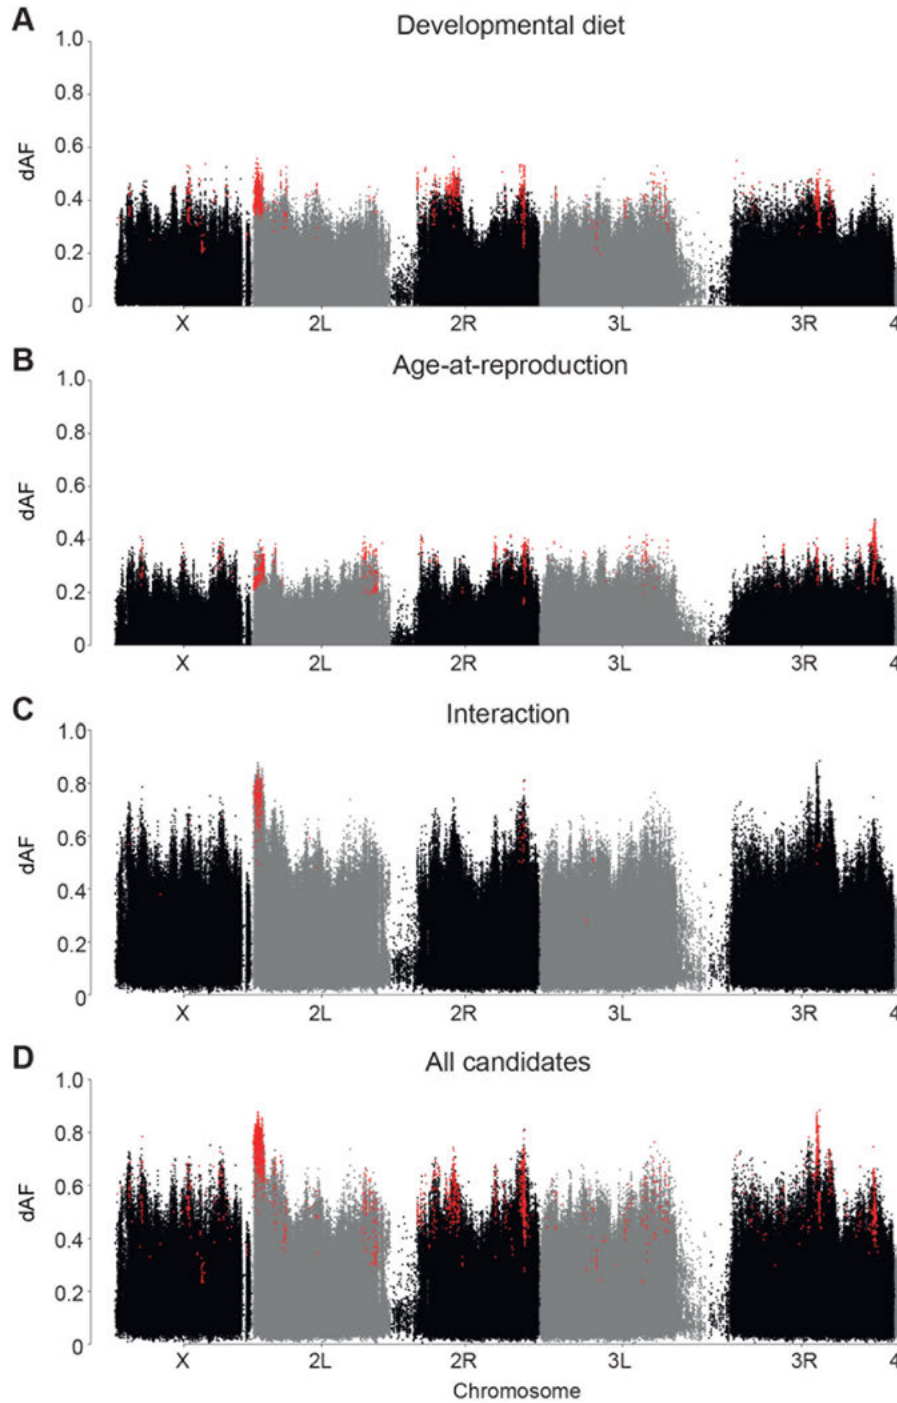 A
Developmental diet
1.0
0.8
0.6
0.4
0.2
0
dAF
X 2L 2R 3L 3R 4
B
Age-at-reproduction
1.0
0.8
0.6
0.4
0.2
0
dAF
X 2L 2R 3L 3R 4
C
Interaction
1.0
0.8
0.6
0.4
0.2
0
dAF
X 2L 2R 3L 3R 4
D
All candidates
1.0
0.8
0.6
0.4
0.2
0
dAF
X 2L 2R 3L 3R 4
Chromosome